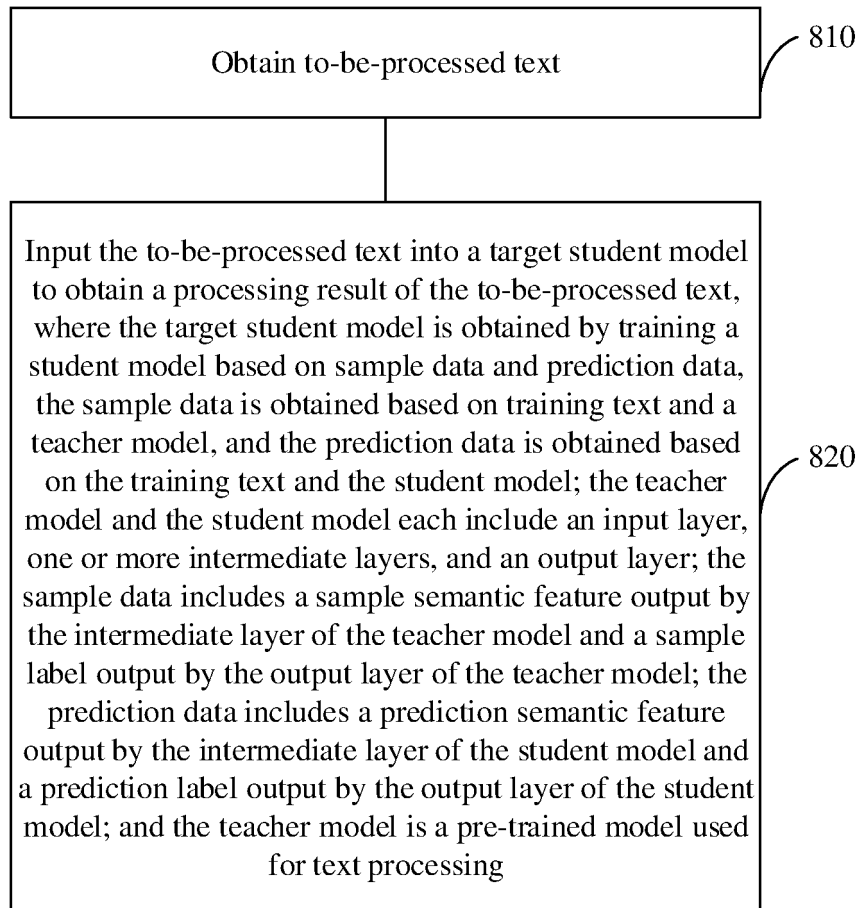 Obtain to-be-processed text
810
Input the to-be-processed text into a target student model
to obtain a processing result of the to-be-processed text,
where the target student model is obtained by training a
student model based on sample data and prediction data,
the sample data is obtained based on training text and a
teacher model, and the prediction data is obtained based
on the training text and the student model; the teacher
model and the student model each include an input layer,
one or more intermediate layers, and an output layer; the
sample data includes a sample semantic feature output by
the intermediate layer of the teacher model and a sample
label output by the output layer of the teacher model; the
prediction data includes a prediction semantic feature
output by the intermediate layer of the student model and
a prediction label output by the output layer of the student
model; and the teacher model is a pre-trained model used
for text processing
820